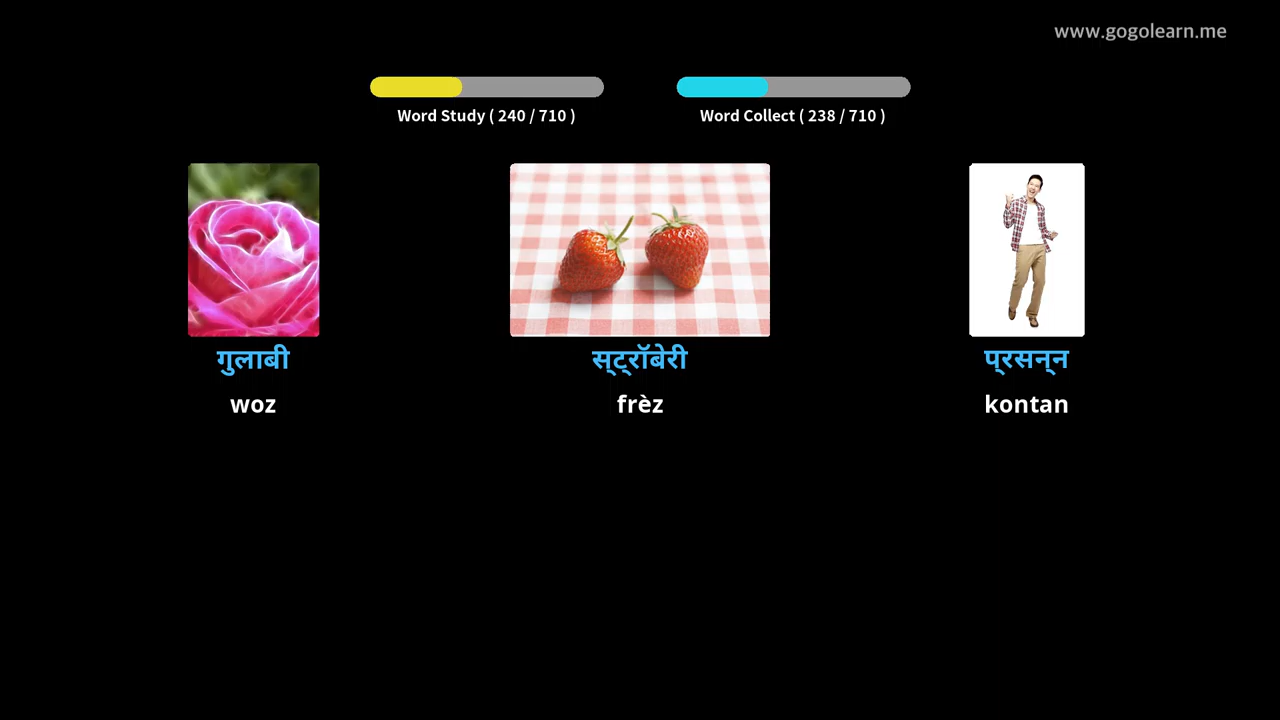 www.gogolearn.me
Word Study ( 240 / 710 )
Word Collect ( 238 / 710 )
गुलाबी
स्ट्रॉबेरी
प्रसन्न
woz
frèz
kontan